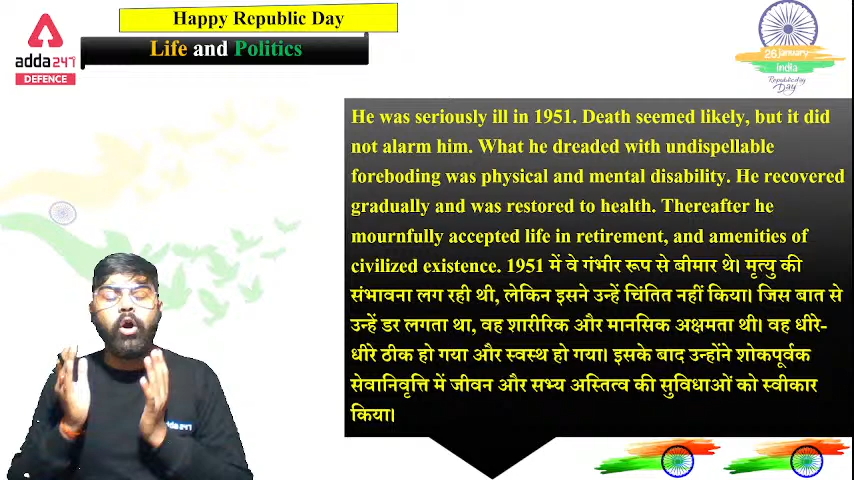 Happy Republic Day
Life and Politics
adda247
DEFENCE
26 january
india
Republic day
Day
He was seriously ill in 1951. Death seemed likely, but it did
not alarm him. What he dreaded with undispellable
foreboding was physical and mental disability. He recovered
gradually and was restored to health. Thereafter he
mournfully accepted life in retirement, and amenities of
civilized existence. 1951 में वे गंभीर रूप से बीमार थे। मृत्यु की
संभावना लग रही थी, लेकिन इसने उन्हें चिंतित नहीं किया। जिस बात से
उन्हें डर लगता था, वह शारीरिक और मानसिक अक्षमता थी। वह धीरे-
धीरे ठीक हो गया और स्वस्थ हो गया। इसके बाद उन्होंने शोकपूर्वक
सेवानिवृत्ति में जीवन और सभ्य अस्तित्व की सुविधाओं को स्वीकार
किया।
adda247